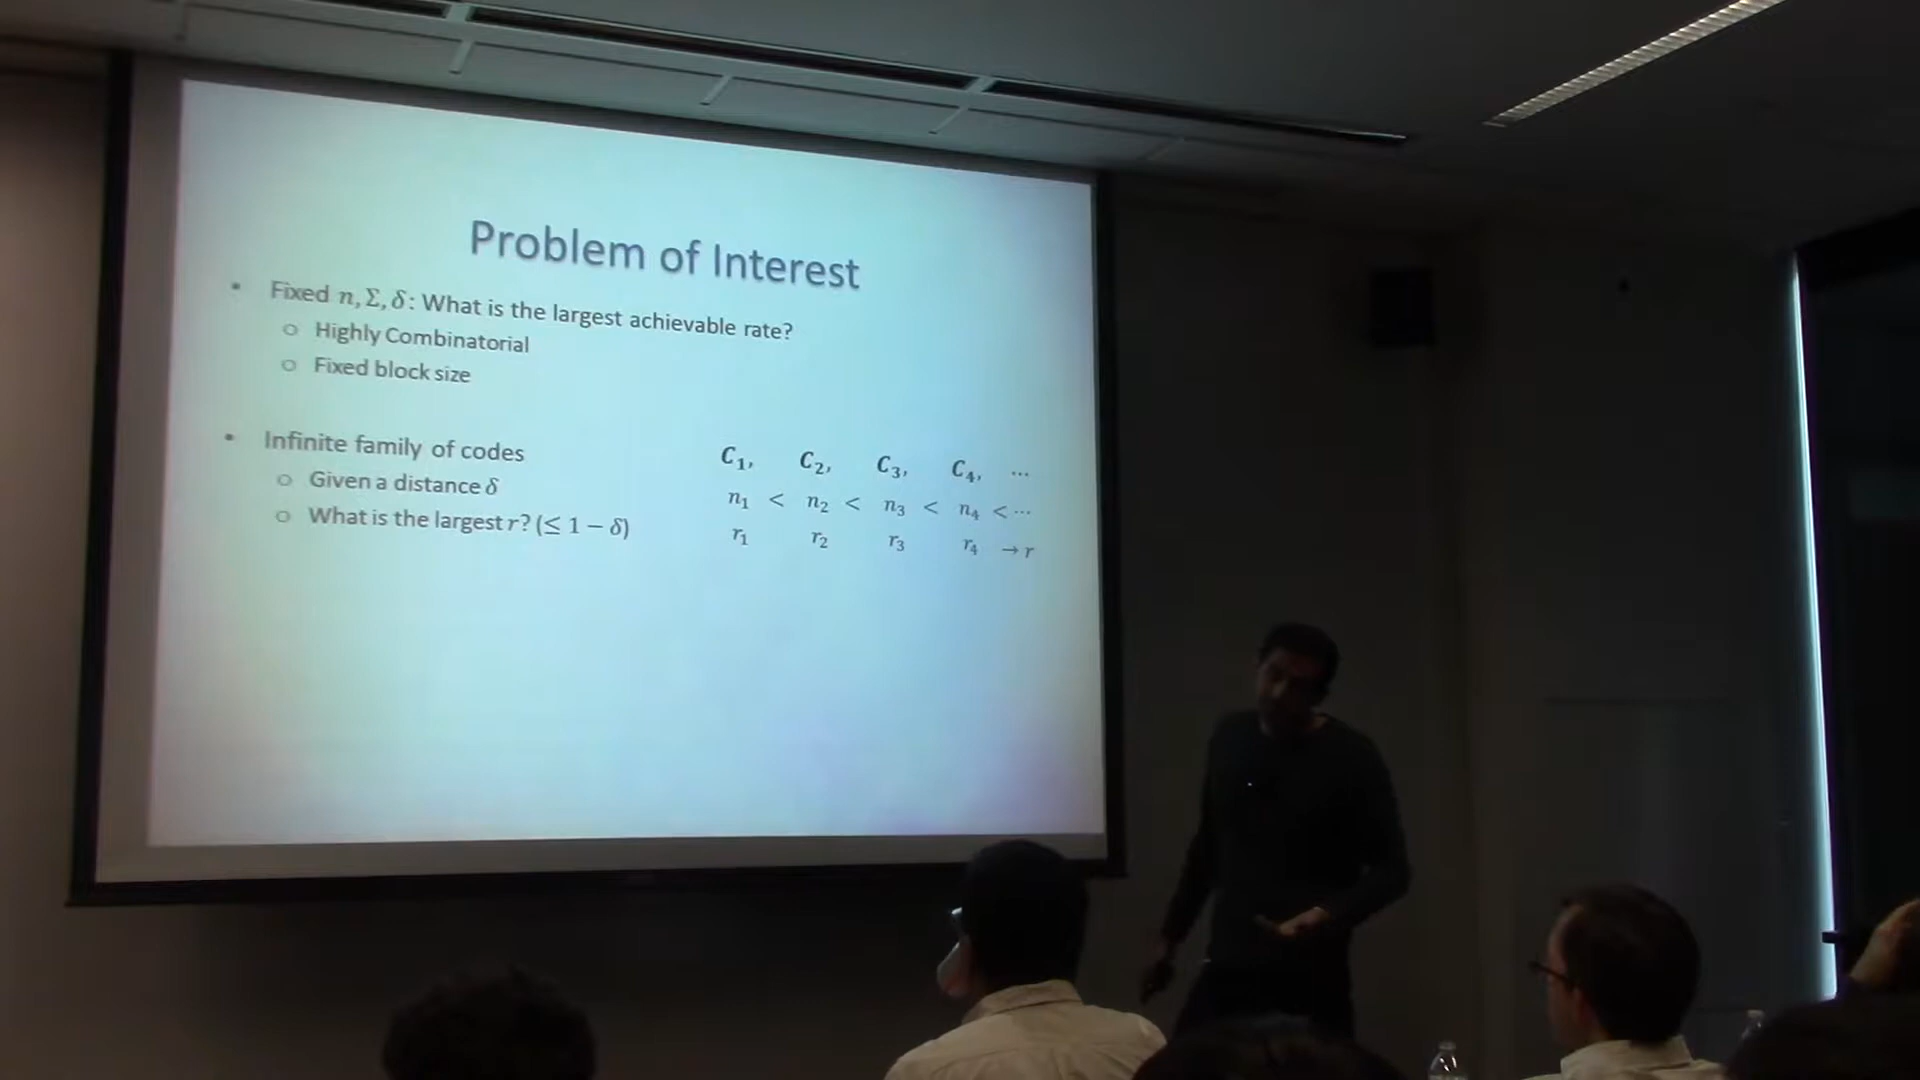 Problem of Interest
• Fixed n, Σ, δ: What is the largest achievable rate?
○ Highly Combinatorial
○ Fixed block size
• Infinite family of codes
○ Given a distance δ
○ What is the largest r? (≤ 1 − δ)
C₁, C₂, C₃, C₄, ...
n₁ < n₂ < n₃ < n₄ < ⋯
r₁ r₂ r₃ r₄ → r